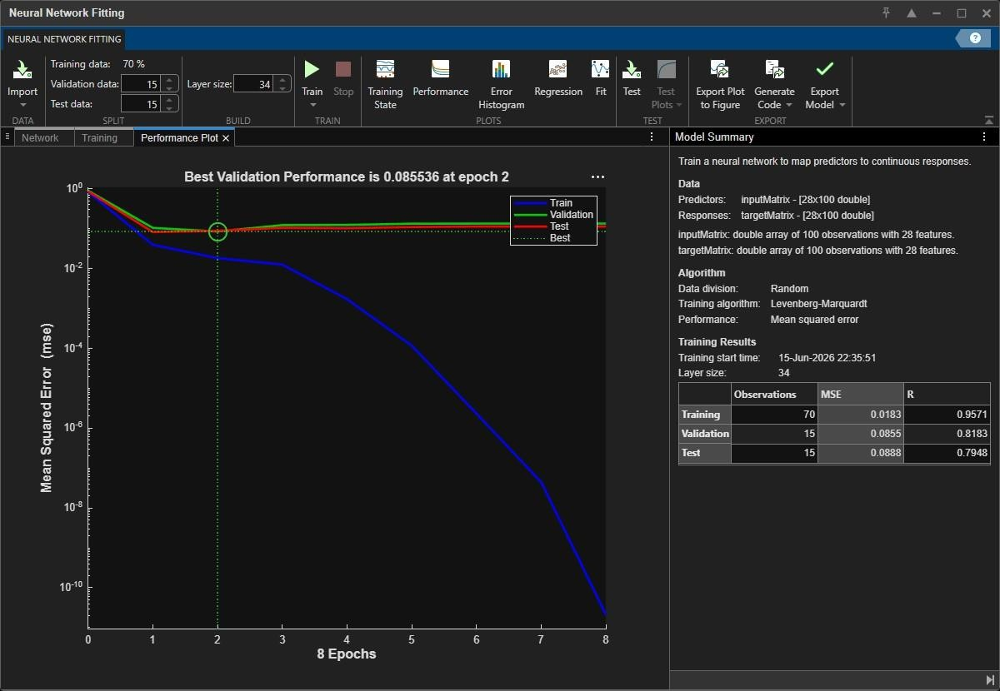 Neural Network Fitting
NEURAL NETWORK FITTING
?
Import
DATA
Training data: 70 %
Validation data: 15
Test data: 15
SPLIT
Layer size: 34
BUILD
Train
Stop
TRAIN
Training State
Performance
Error Histogram
Regression
Fit
PLOTS
Test
Test Plots
TEST
Export Plot to Figure
Generate Code
Export Model
EXPORT
Network
Training
Performance Plot
Best Validation Performance is 0.085536 at epoch 2
Train
Validation
Test
Best
Mean Squared Error (mse)
10⁰
10⁻²
10⁻⁴
10⁻⁶
10⁻⁸
10⁻¹⁰
0 1 2 3 4 5 6 7 8
8 Epochs
Model Summary
Train a neural network to map predictors to continuous responses.
Data
Predictors: inputMatrix - [28x100 double]
Responses: targetMatrix - [28x100 double]
inputMatrix: double array of 100 observations with 28 features.
targetMatrix: double array of 100 observations with 28 features.
Algorithm
Data division: Random
Training algorithm: Levenberg-Marquardt
Performance: Mean squared error
Training Results
Training start time: 15-Jun-2026 22:35:51
Layer size: 34
Observations MSE R
Training 70 0.0183 0.9571
Validation 15 0.0855 0.8183
Test 15 0.0888 0.7948